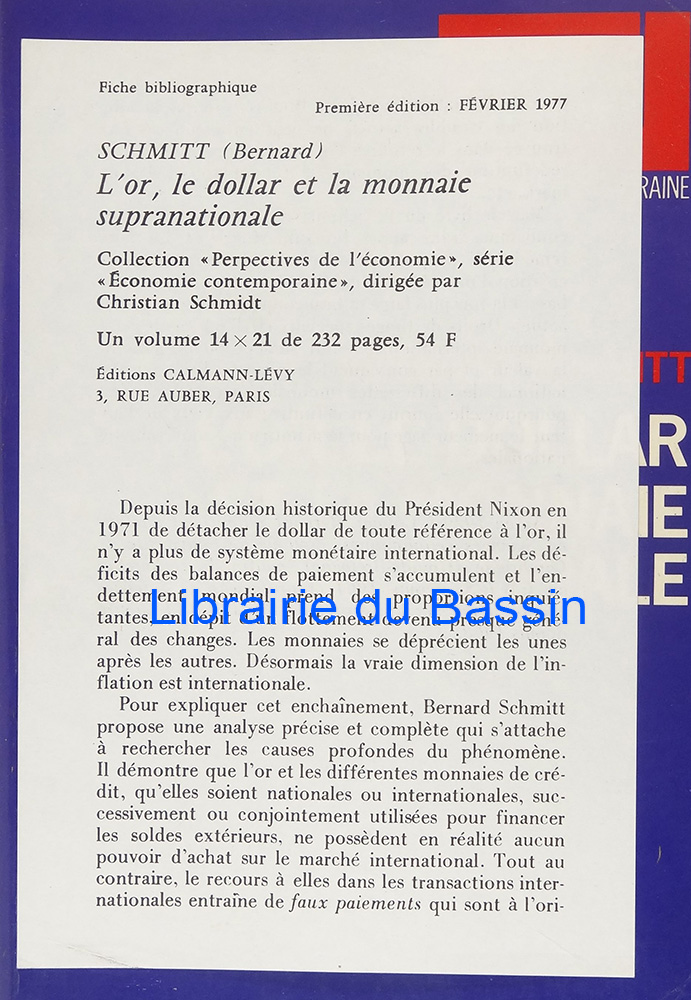 Fiche bibliographique
Première édition : FÉVRIER 1977
SCHMITT (Bernard)
L'or, le dollar et la monnaie
supranationale
Collection « Perpectives de l'économie », série
« Économie contemporaine », dirigée par
Christian Schmidt
Un volume 14 × 21 de 232 pages, 54 F
Éditions CALMANN-LÉVY
3, RUE AUBER, PARIS
Depuis la décision historique du Président Nixon en
1971 de détacher le dollar de toute référence à l'or, il
n'y a plus de système monétaire international. Les dé-
ficits des balances de paiement s'accumulent et l'en-
dettement mondial prend des proportions inquié-
tantes, en dépit d'un flottement devenu presque géné-
ral des changes. Les monnaies se déprécient les unes
après les autres. Désormais la vraie dimension de l'in-
flation est internationale.
Pour expliquer cet enchaînement, Bernard Schmitt
propose une analyse précise et complète qui s'attache
à rechercher les causes profondes du phénomène.
Il démontre que l'or et les différentes monnaies de cré-
dit, qu'elles soient nationales ou internationales, suc-
cessivement ou conjointement utilisées pour financer
les soldes extérieurs, ne possèdent en réalité aucun
pouvoir d'achat sur le marché international. Tout au
contraire, le recours à elles dans les transactions inter-
nationales entraîne de faux paiements qui sont à l'ori-
Librairie du Bassin
RAINE
ITT
AR
IE
LE